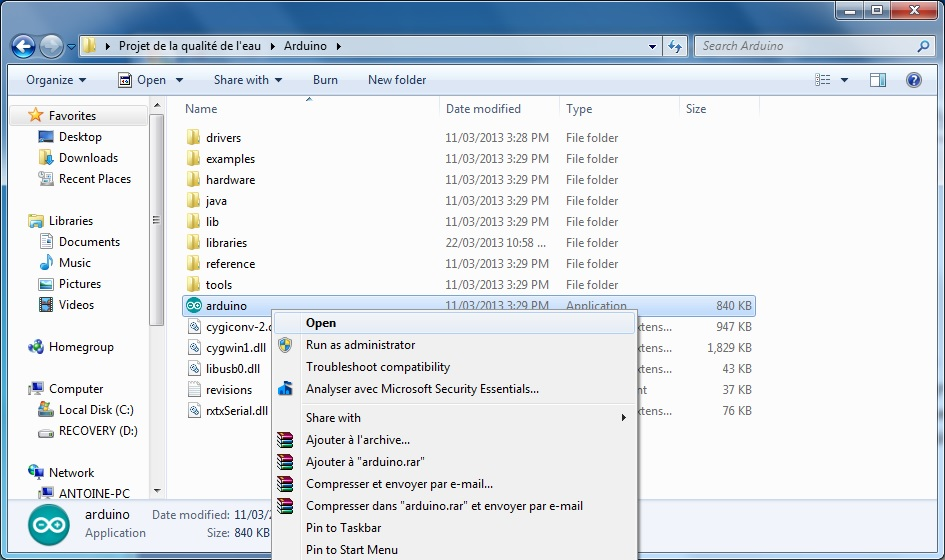 Projet de la qualité de l'eau Arduino
Search Arduino
Organize Open Share with Burn New folder
Name Date modified Type Size
Favorites
Desktop
Downloads
Recent Places
Libraries
Documents
Music
Pictures
Videos
Homegroup
Computer
Local Disk (C:)
RECOVERY (D:)
Network
ANTOINE-PC
drivers 11/03/2013 3:28 PM File folder
examples 11/03/2013 3:29 PM File folder
hardware 11/03/2013 3:29 PM File folder
java 11/03/2013 3:29 PM File folder
lib 11/03/2013 3:29 PM File folder
libraries 22/03/2013 10:58 ... File folder
reference 11/03/2013 3:29 PM File folder
tools 11/03/2013 3:29 PM File folder
arduino 11/03/2013 3:29 PM Application 840 KB
cygiconv-2. xtens... 947 KB
cygwin1.dll xtens... 1,829 KB
libusb0.dll xtens... 43 KB
revisions nt 37 KB
rxtxSerial.dll xtens... 76 KB
Open
Run as administrator
Troubleshoot compatibility
Analyser avec Microsoft Security Essentials...
Share with
Ajouter à l'archive...
Ajouter à "arduino.rar"
Compresser et envoyer par e-mail...
Compresser dans "arduino.rar" et envoyer par e-mail
Pin to Taskbar
Pin to Start Menu
arduino Date modified: 11/03/
Application Size: 840 KB